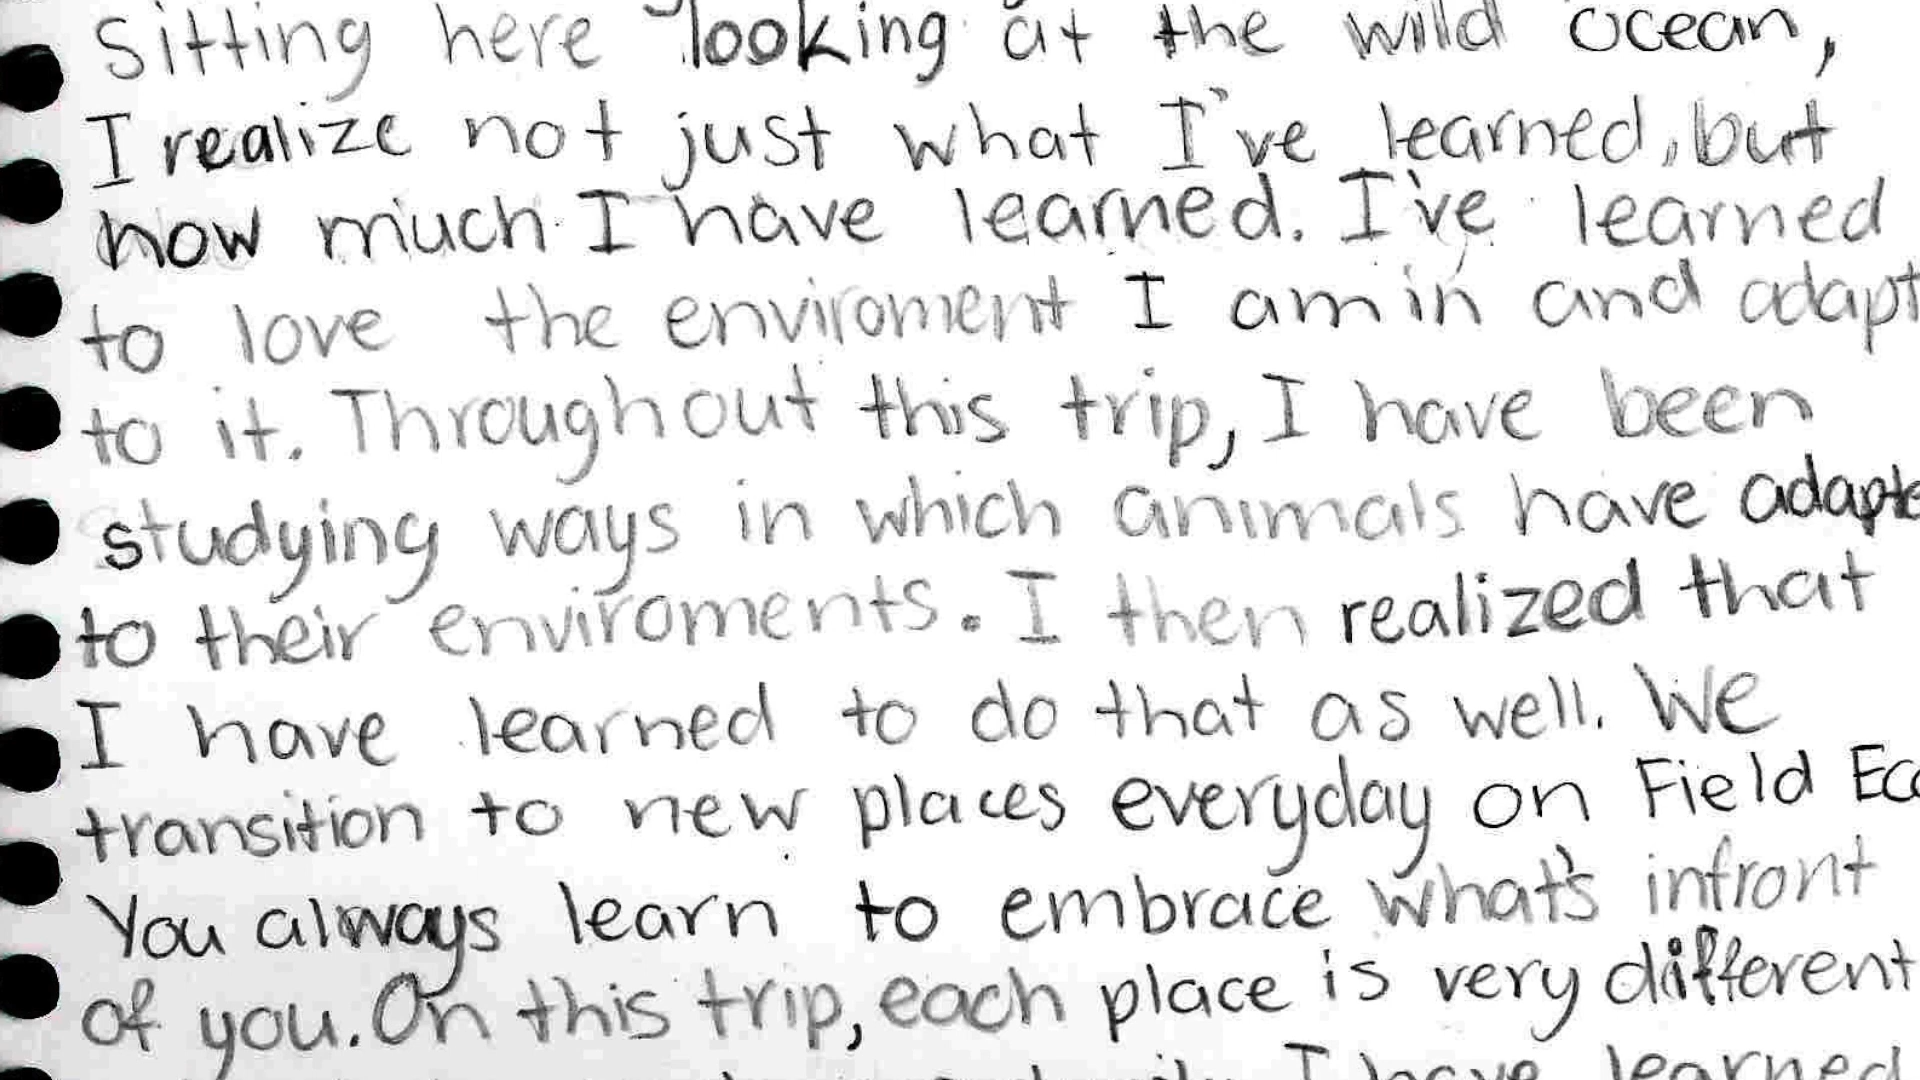 Sitting here looking at the wild ocean,
I realize not just what I've learned, but
how much I have learned. I've learned
to love the enviroment I am in and adapt
to it. Throughout this trip, I have been
studying ways in which animals have adapte
to their enviroments. I then realized that
I have learned to do that as well. We
transition to new places everyday on Field Eco
You always learn to embrace what's infront
of you. On this trip, each place is very different
I have learned